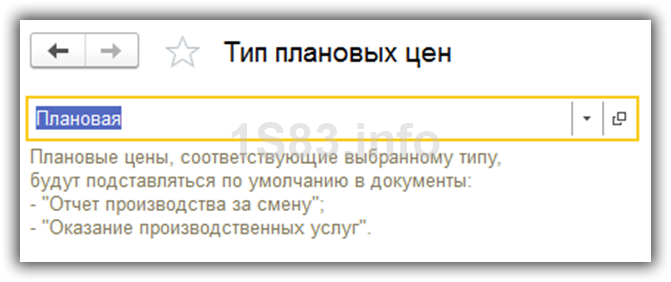 Тип плановых цен
Плановая
1S83.info
Плановые цены, соответствующие выбранному типу,
будут подставляться по умолчанию в документы:
- "Отчет производства за смену";
- "Оказание производственных услуг".